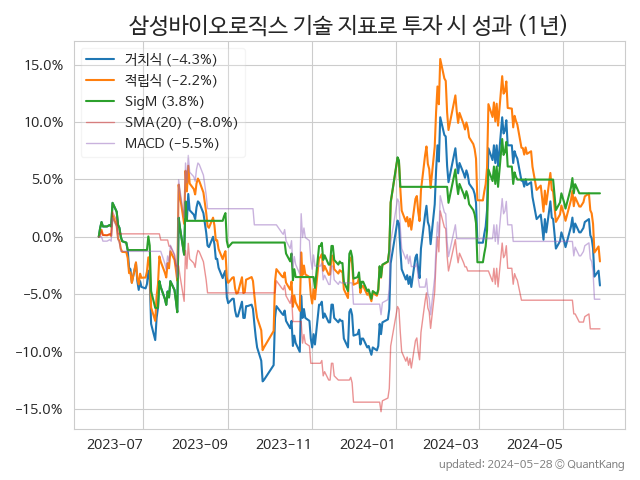 삼성바이오로직스 기술 지표로 투자 시 성과 (1년)
거치식 (−4.3%)
적립식 (−2.2%)
SigM (3.8%)
SMA(20) (−8.0%)
MACD (−5.5%)
15.0%
10.0%
5.0%
0.0%
−5.0%
−10.0%
−15.0%
2023-07 2023-09 2023-11 2024-01 2024-03 2024-05
updated: 2024-05-28 © QuantKang